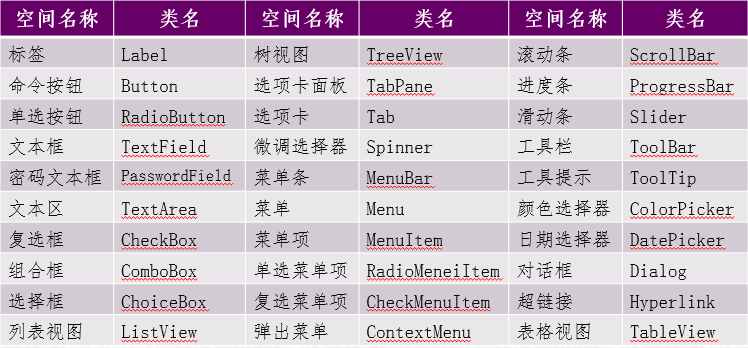 空间名称 类名 空间名称 类名 空间名称 类名
标签 Label 树视图 TreeView 滚动条 ScrollBar
命令按钮 Button 选项卡面板 TabPane 进度条 ProgressBar
单选按钮 RadioButton 选项卡 Tab 滑动条 Slider
文本框 TextField 微调选择器 Spinner 工具栏 ToolBar
密码文本框 PasswordField 菜单条 MenuBar 工具提示 ToolTip
文本区 TextArea 菜单 Menu 颜色选择器 ColorPicker
复选框 CheckBox 菜单项 MenuItem 日期选择器 DatePicker
组合框 ComboBox 单选菜单项 RadioMeneiItem 对话框 Dialog
选择框 ChoiceBox 复选菜单项 CheckMenuItem 超链接 Hyperlink
列表视图 ListView 弹出菜单 ContextMenu 表格视图 TableView